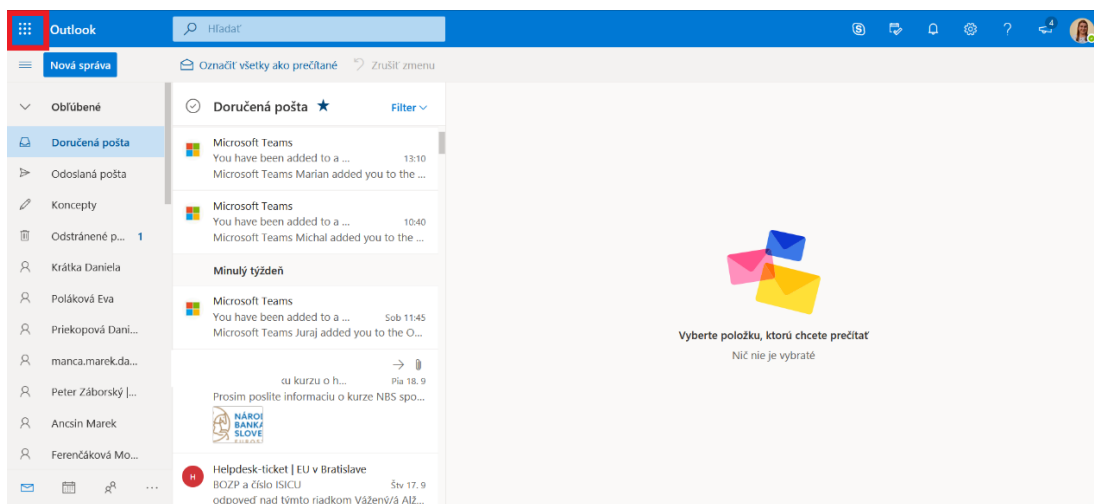 Outlook
Hľadať
4
Nová správa
Označiť všetky ako prečítané
Zrušiť zmenu
Obľúbené
Doručená pošta
Odoslaná pošta
Koncepty
Odstránené p... 1
Krátka Daniela
Poláková Eva
Priekopová Dani...
manca.marek.da...
Peter Záborský |...
Ancsin Marek
Ferenčáková Mo...
Doručená pošta
Filter
Microsoft Teams
You have been added to a ... 13:10
Microsoft Teams Marian added you to the ...
Microsoft Teams
You have been added to a ... 10:40
Microsoft Teams Michal added you to the ...
Minulý týždeň
Microsoft Teams
You have been added to a ... Sob 11:45
Microsoft Teams Juraj added you to the O...
kurzu o h... Pia 18. 9
Prosim poslite informaciu o kurze NBS spo...
NÁROD
BANKA
SLOVE
H
Helpdesk-ticket | EU v Bratislave
BOZP a číslo ISICU Štv 17. 9
odpoveď nad týmto riadkom Vážený/á Alž...
Vyberte položku, ktorú chcete prečítať
Nič nie je vybraté